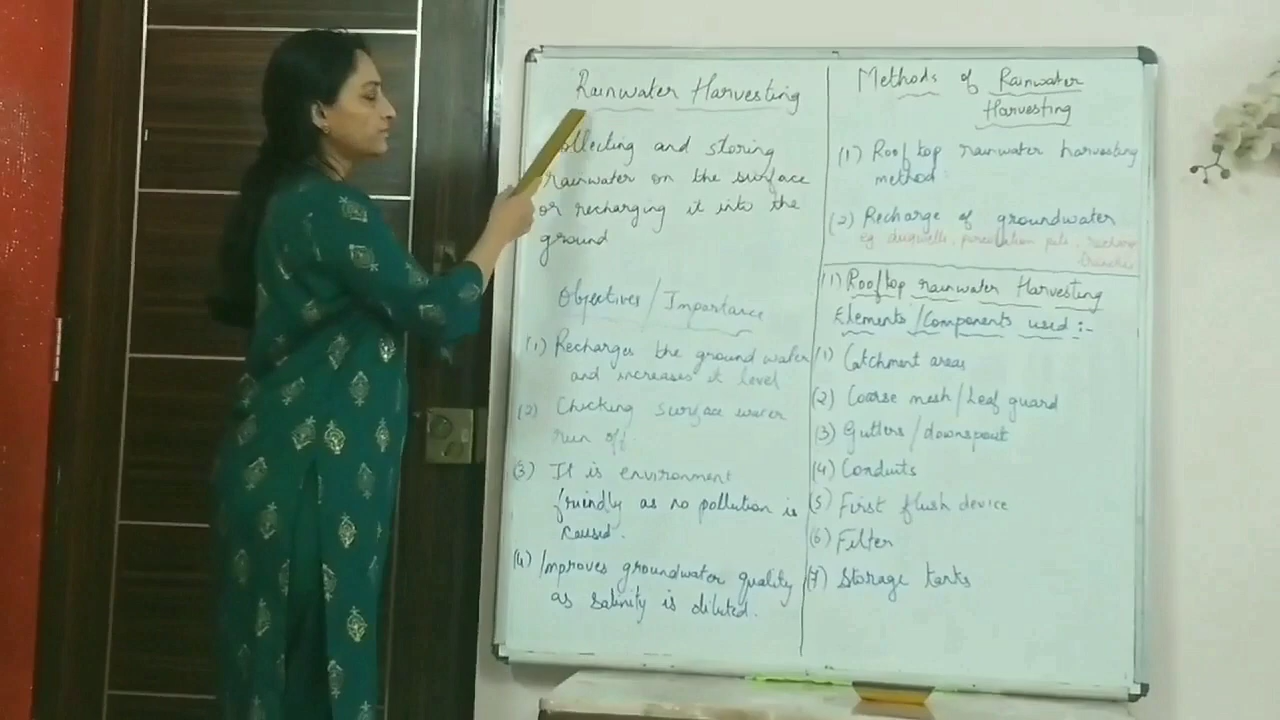 Rainwater Harvesting
ollecting and storing
rainwater on the surface
or recharging it into the
ground
Objectives / Importance
(1) Recharges the ground water
and increases it level
(2) Checking surface water
run off
(3) It is environment
friendly as no pollution is
caused.
(4) Improves groundwater quality
as salinity is diluted.
Methods of Rainwater
Harvesting
(1) Rooftop rainwater harvesting
method
(2) Recharge of groundwater
eg dugwells, percolation pits, recharge
trenches
(1) Rooftop rainwater Harvesting
Elements / Components used :-
(1) Catchment areas
(2) Coarse mesh / Leaf guard
(3) Gutters / downspout
(4) Conduits
(5) First flush device
(6) Filter
(7) Storage tanks